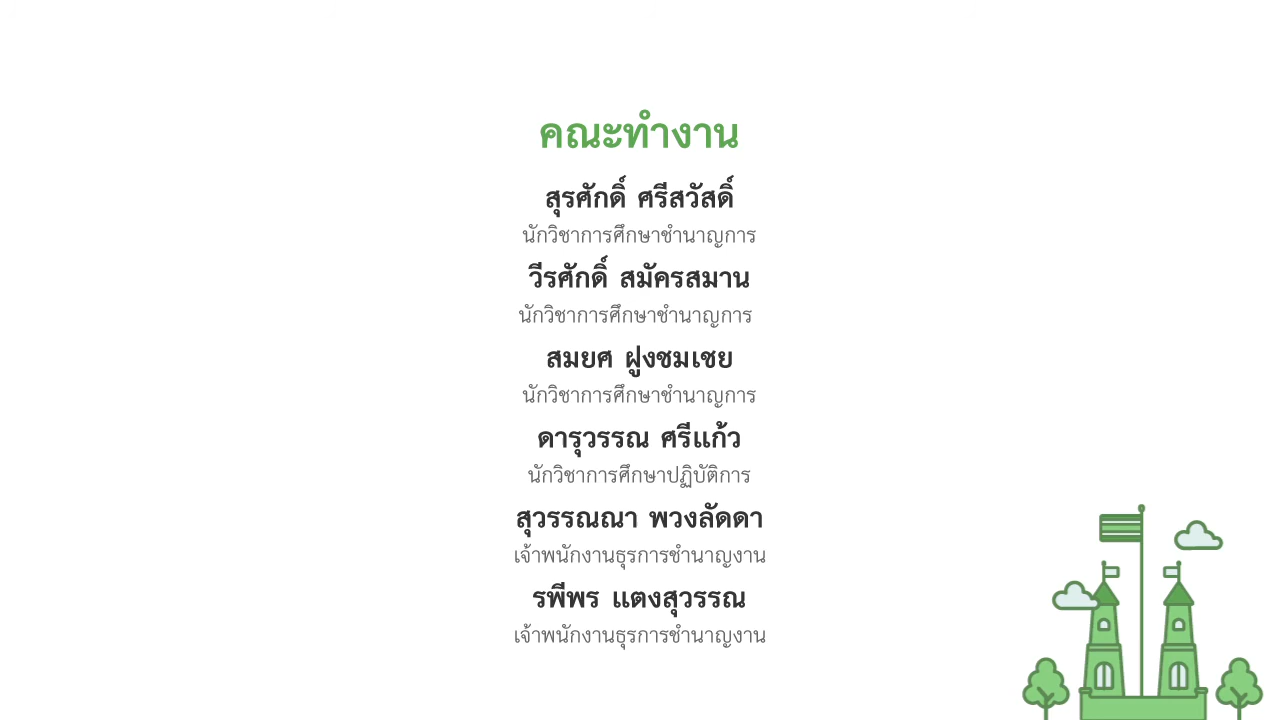 คณะทำงาน
สุรศักดิ์ ศรีสวัสดิ์
นักวิชาการศึกษาชำนาญการ
วีรศักดิ์ สมัครสมาน
นักวิชาการศึกษาชำนาญการ
สมยศ ฝูงชมเชย
นักวิชาการศึกษาชำนาญการ
ดารุวรรณ ศรีแก้ว
นักวิชาการศึกษาปฏิบัติการ
สุวรรณณา พวงลัดดา
เจ้าพนักงานธุรการชำนาญงาน
รพีพร แตงสุวรรณ
เจ้าพนักงานธุรการชำนาญงาน